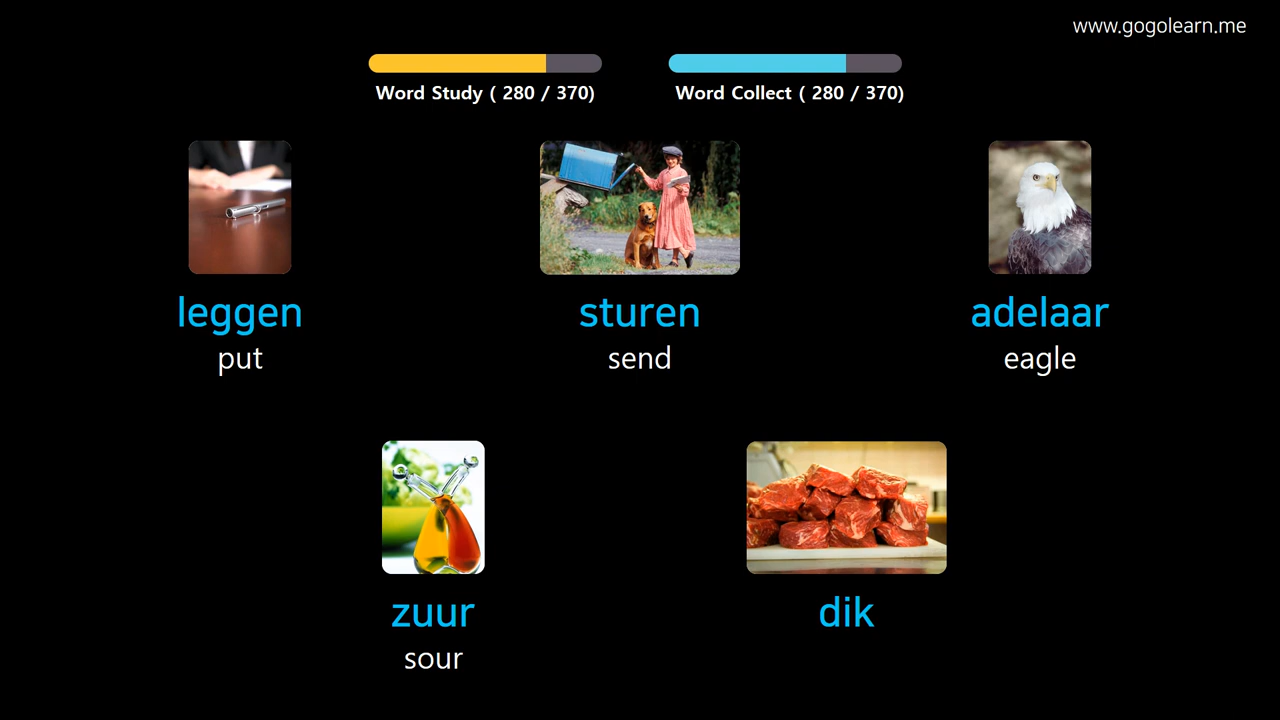 www.gogolearn.me
Word Study ( 280 / 370)
Word Collect ( 280 / 370)
leggen
put
sturen
send
adelaar
eagle
zuur
sour
dik